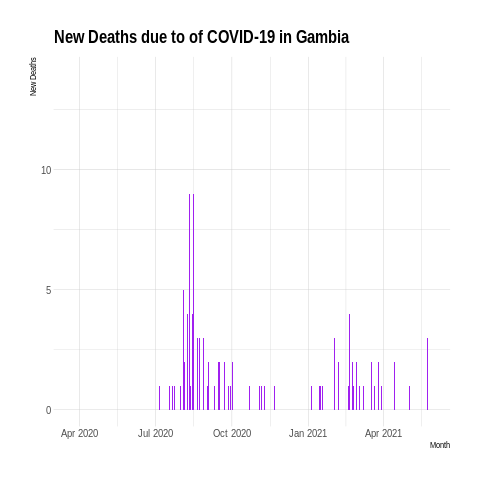 New Deaths due to of COVID-19 in Gambia
New Deaths
10
5
0
Apr 2020
Jul 2020
Oct 2020
Jan 2021
Apr 2021
Month